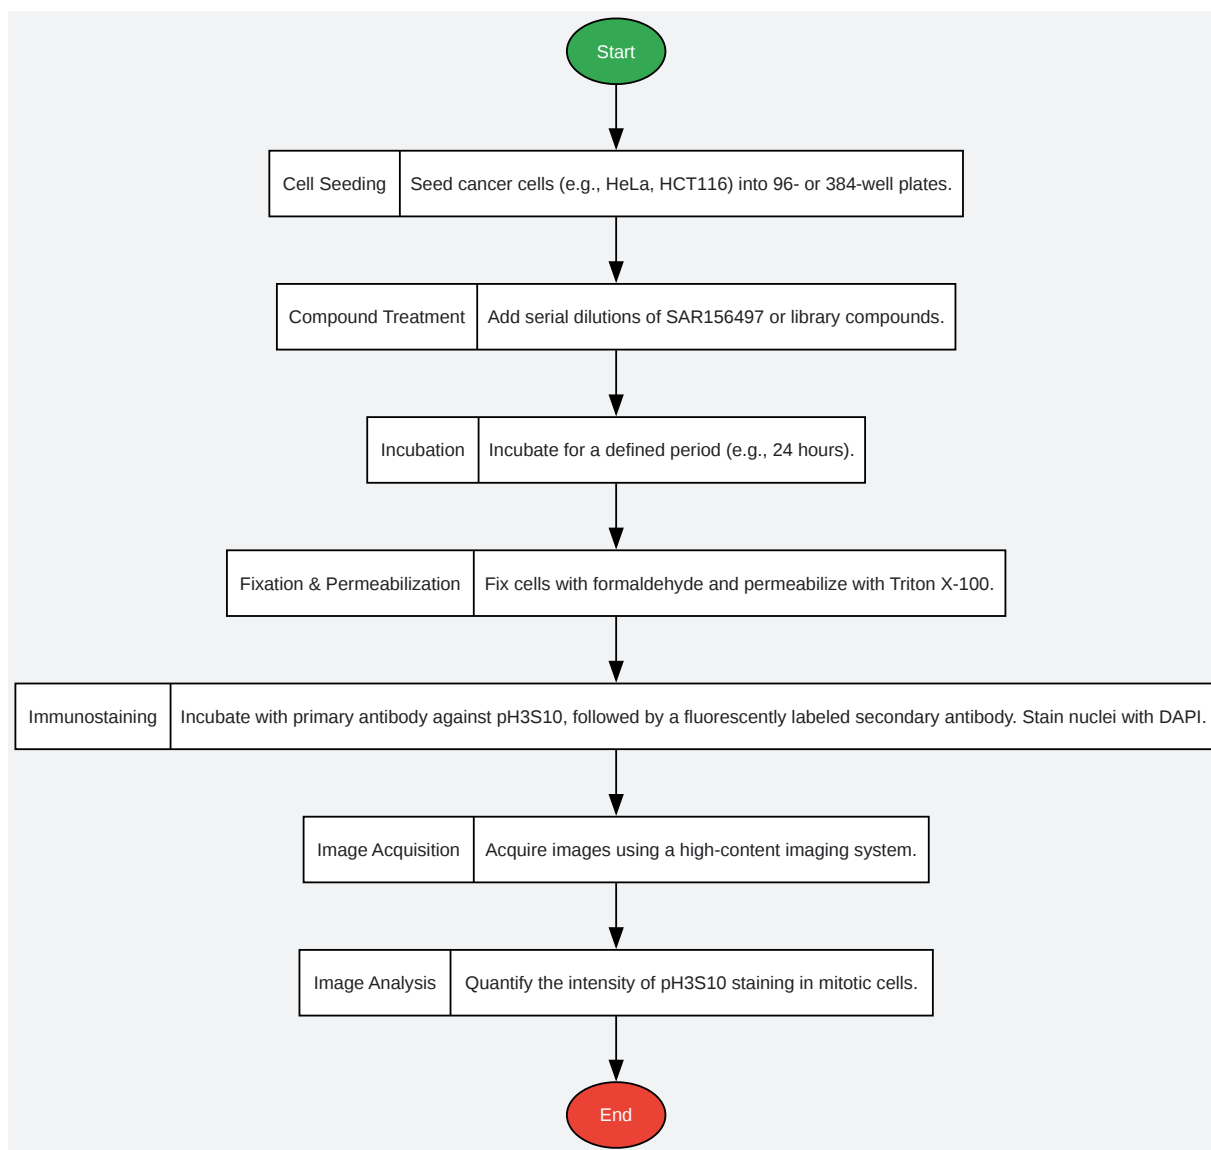 Start
Cell Seeding
Seed cancer cells (e.g., HeLa, HCT116) into 96- or 384-well plates.
Compound Treatment
Add serial dilutions of SAR156497 or library compounds.
Incubation
Incubate for a defined period (e.g., 24 hours).
Fixation & Permeabilization
Fix cells with formaldehyde and permeabilize with Triton X-100.
Immunostaining
Incubate with primary antibody against pH3S10, followed by a fluorescently labeled secondary antibody. Stain nuclei with DAPI.
Image Acquisition
Acquire images using a high-content imaging system.
Image Analysis
Quantify the intensity of pH3S10 staining in mitotic cells.
End